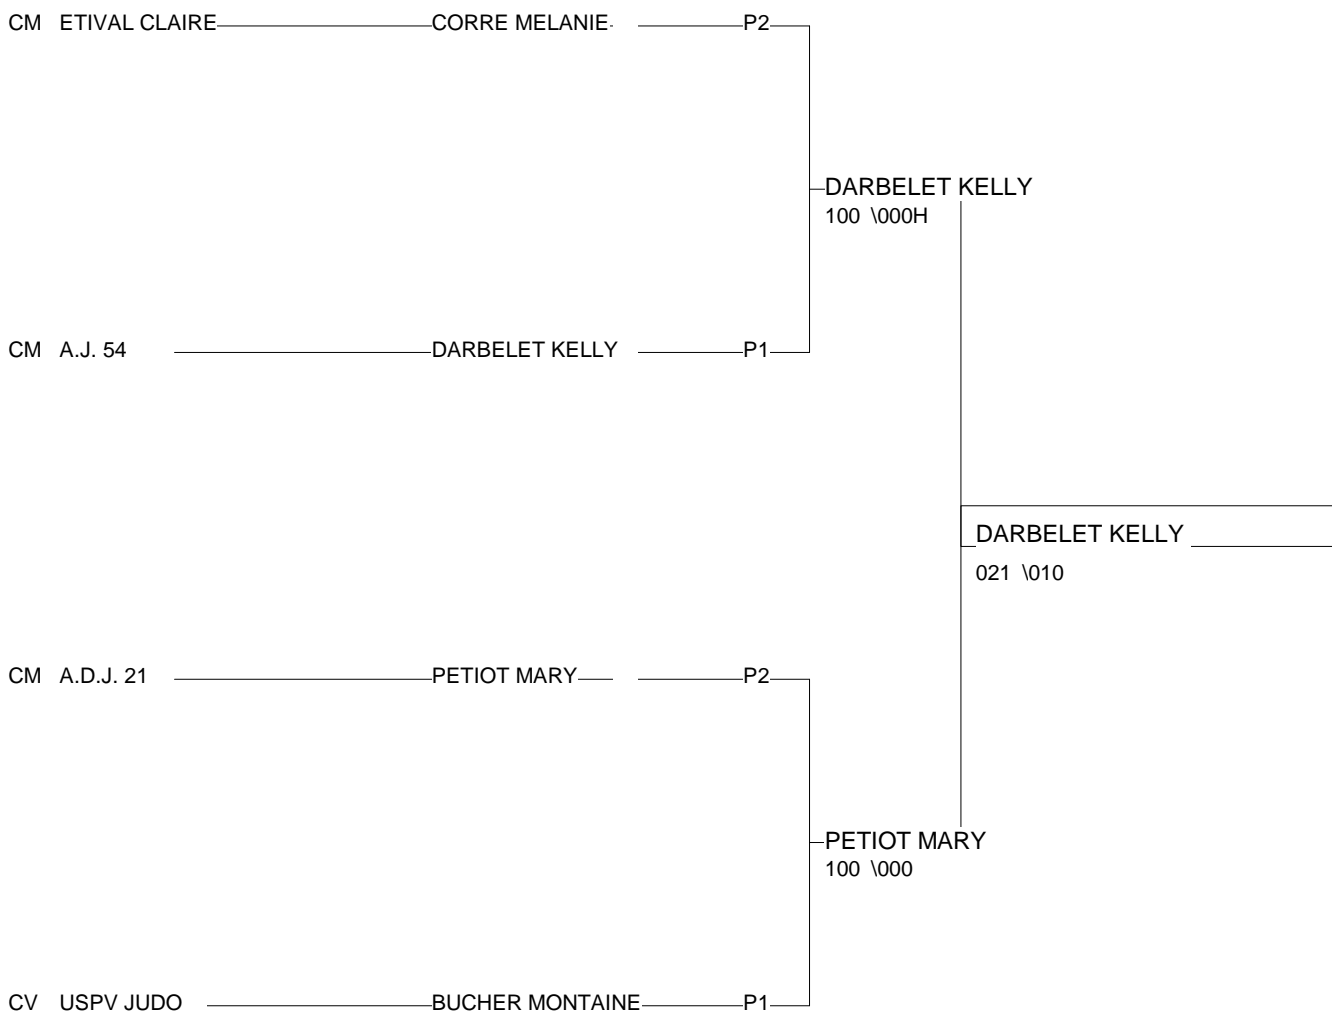 CM ETIVAL CLAIRE CORRE MELANIE P2
DARBELET KELLY
100 \000H
CM A.J. 54 DARBELET KELLY P1
DARBELET KELLY
021 \010
CM A.D.J. 21 PETIOT MARY P2
PETIOT MARY
100 \000
CV USPV JUDO BUCHER MONTAINE P1